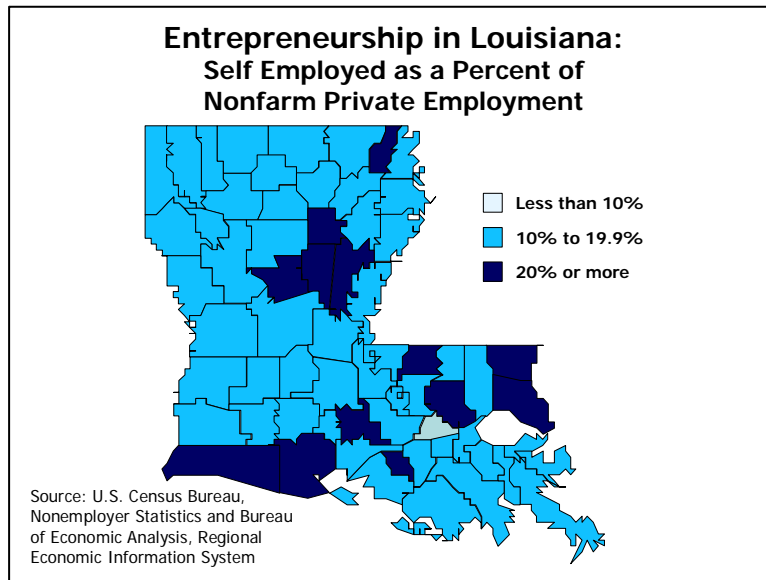 Entrepreneurship in Louisiana:
Self Employed as a Percent of
Nonfarm Private Employment
Less than 10%
10% to 19.9%
20% or more
Source: U.S. Census Bureau,
Nonemployer Statistics and Bureau
of Economic Analysis, Regional
Economic Information System